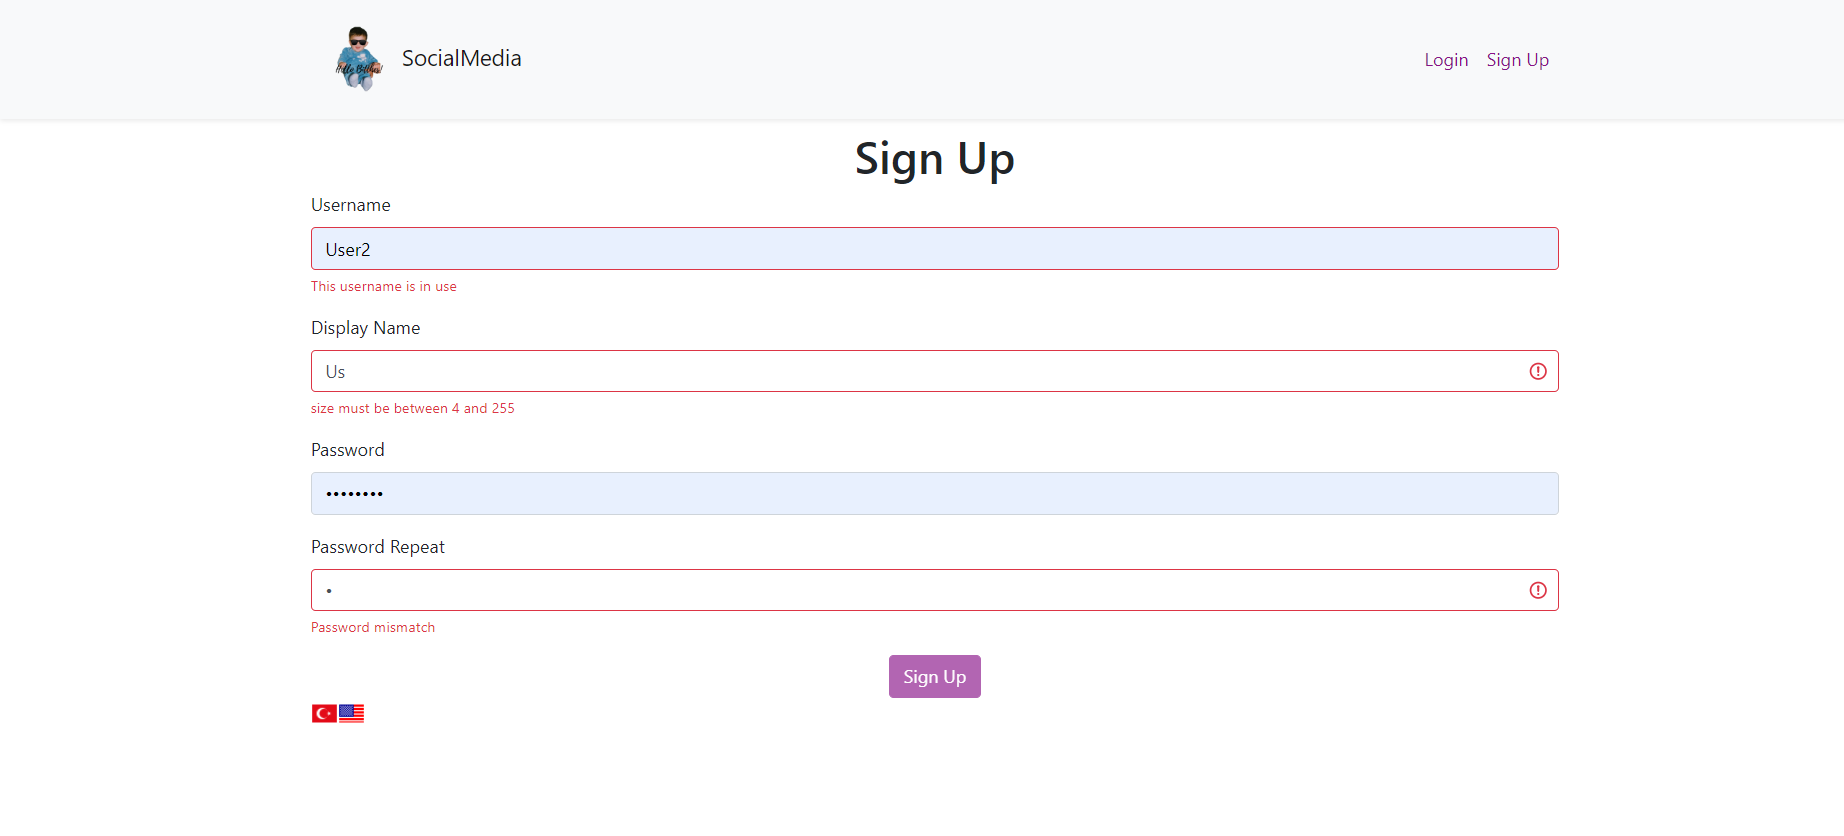 SocialMedia
Login Sign Up
Sign Up
Username
User2
This username is in use
Display Name
Us
size must be between 4 and 255
Password
••••••••
Password Repeat
•
Password mismatch
Sign Up